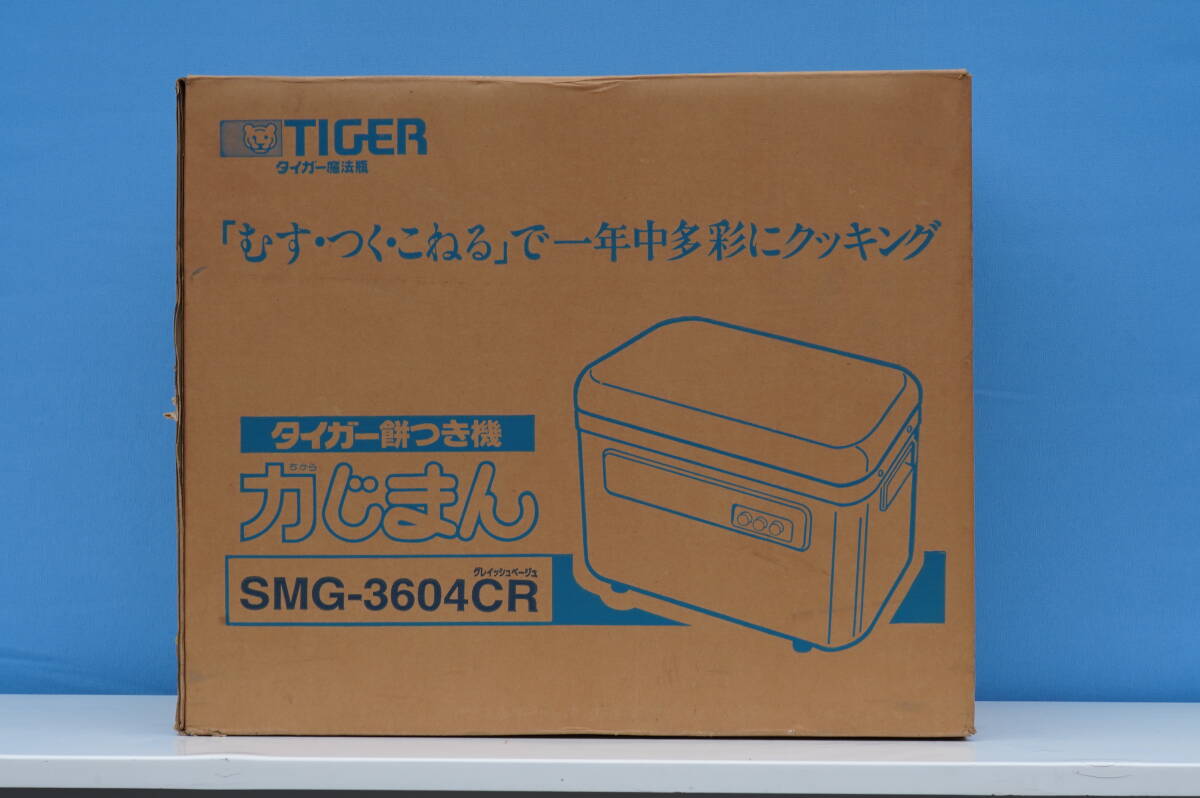 TIGER
タイガー魔法瓶
「むす・つく・こねる」で一年中多彩にクッキング
タイガー餅つき機
ちから
力じまん
グレイッシュベージュ
SMG-3604CR